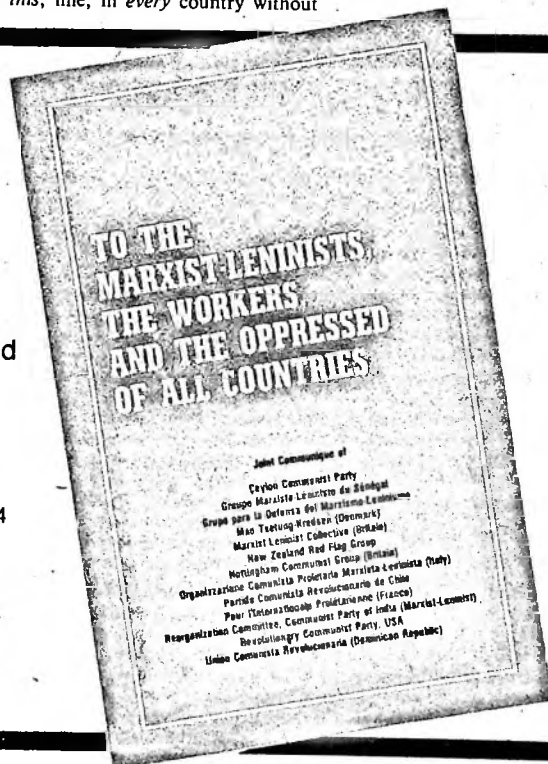 this, line, in every country without
TO THE
MARXIST-LENINISTS,
THE WORKERS,
AND THE OPPRESSED
OF ALL COUNTRIES
Joint Communique of
Ceylon Communist Party
Groupe Marxiste-Léniniste du Sénégal
Grupo para la Defensa del Marxismo-Leninismo
Mao Tsetung-Kredsen (Denmark)
Marxist Leninist Collective (Britain)
New Zealand Red Flag Group
Nottingham Communist Group (Britain)
Organizzazione Comunista Proletaria Marxista-Leninista (Italy)
Partido Comunista Revolucionario de Chile
Pour l'Internationale Prolétarienne (France)
Reorganization Committee, Communist Party of India (Marxist-Leninist)
Revolutionary Communist Party, USA
Union Comunista Revolucionaria (Dominican Republic)
d
4